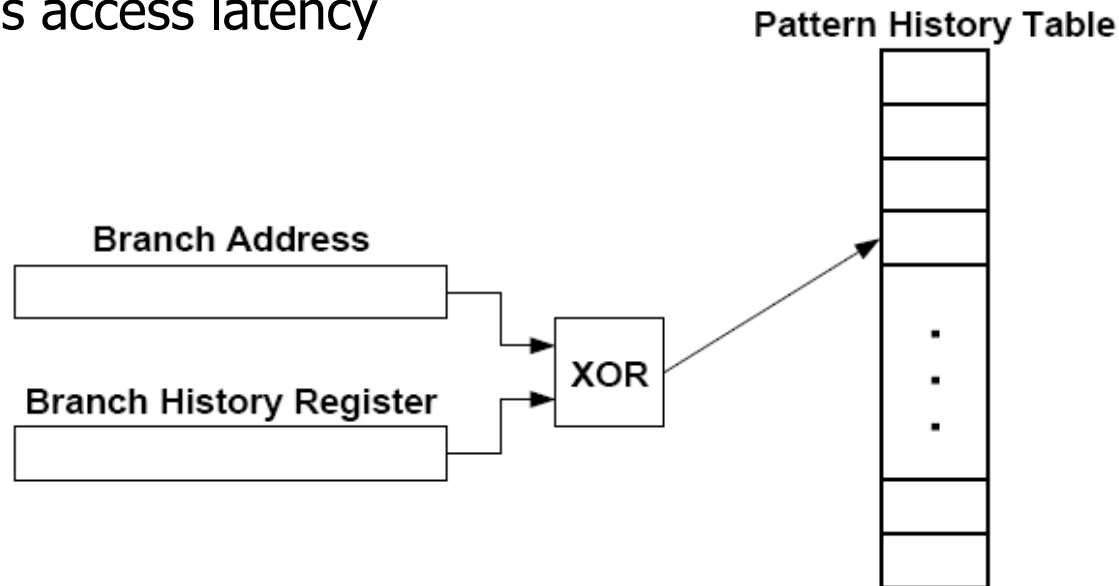 s access latency
Pattern History Table
Branch Address
XOR
Branch History Register